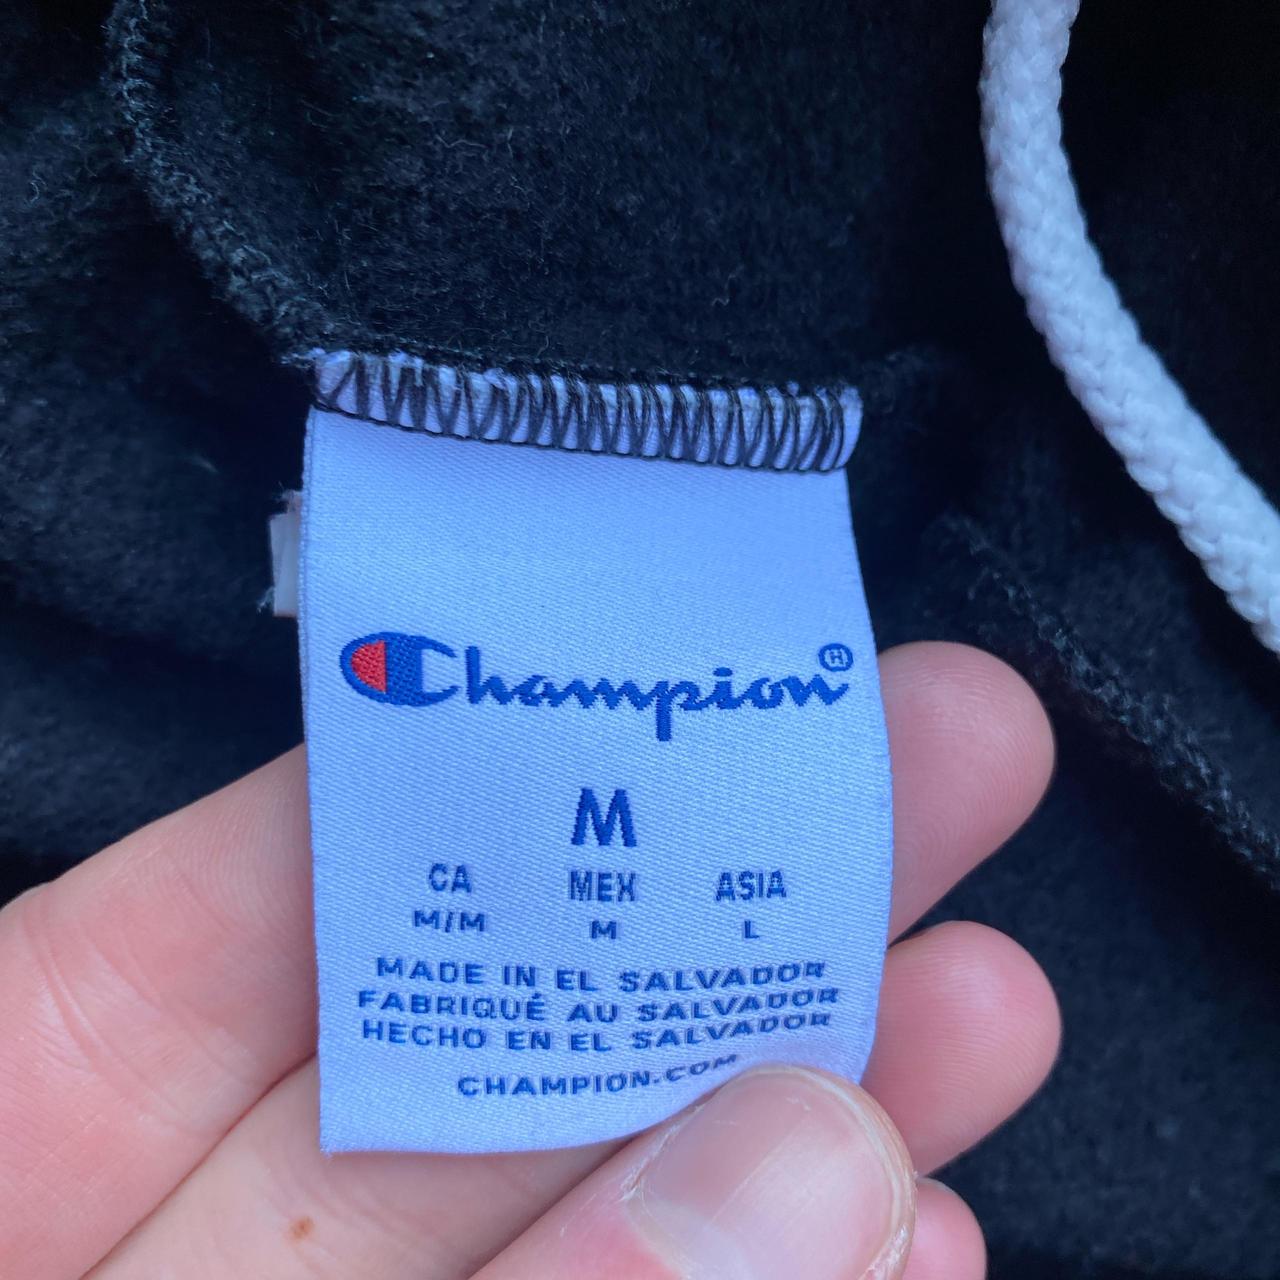 Champion®
M
CA MEX ASIA
M/M M L
MADE IN EL SALVADOR
FABRIQUÉ AU SALVADOR
HECHO EN EL SALVADOR
CHAMPION.COM